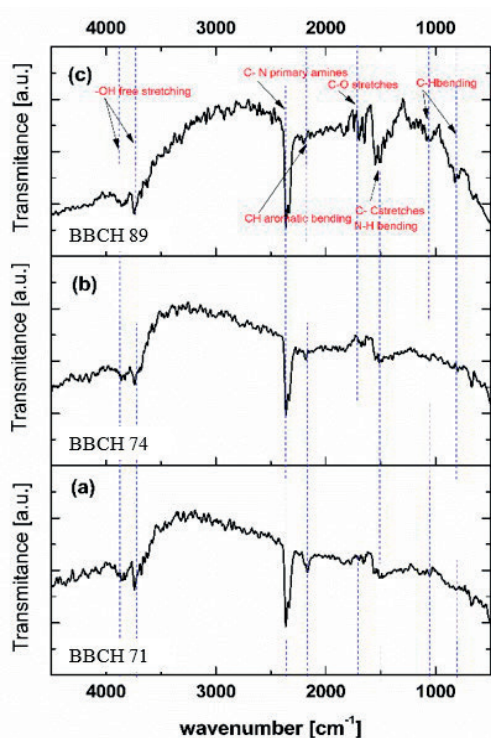 4000 3000 2000 1000
(c)
C- N primary amines
C-O stretches
C-Hbending
-OH free stretching
CH aromatic bending
C- Cstretches
N-H bending
BBCH 89
Transmitance [a.u.]
(b)
BBCH 74
Transmitance [a.u.]
(a)
BBCH 71
Transmitance [a.u.]
4000 3000 2000 1000
wavenumber [cm⁻¹]